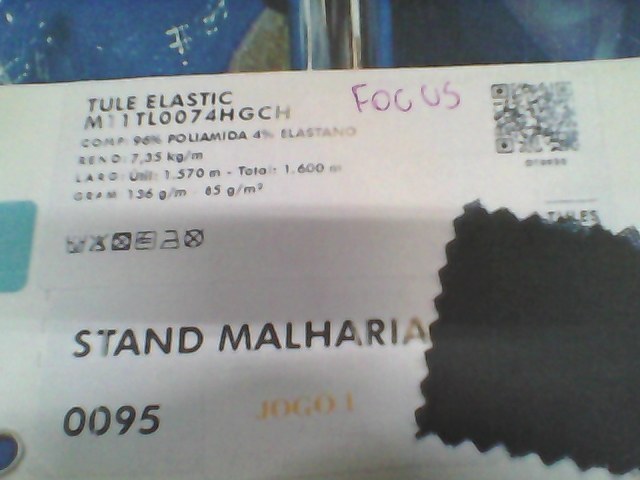 TULE ELASTIC
M11TL0074HGCH
FOCUS
COMP: 96% POLIAMIDA 4% ELASTANO
REND: 7,35 kg/m
LARG: Útil: 1.570 m - Total: 1.600 m
GRAM: 136 g/m 85 g/m²
STAND MALHARIA
0095
JOGO 1